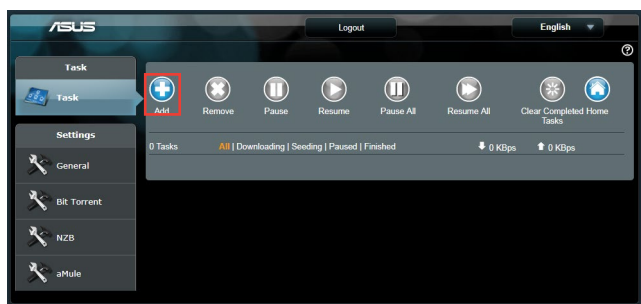 ASUS
Logout
English
?
Task
Task
Settings
General
Bit Torrent
NZB
aMule
Add
Remove
Pause
Resume
Pause All
Resume All
Clear Completed
Tasks
Home
0 Tasks
All | Downloading | Seeding | Paused | Finished
0 KBps
0 KBps